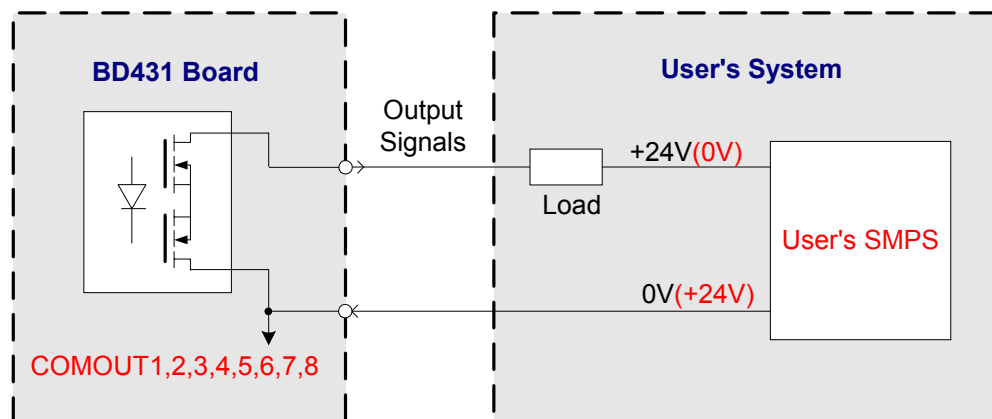 BD431 Board
User's System
Output
Signals
+24V(0V)
Load
User's SMPS
0V(+24V)
COMOUT1,2,3,4,5,6,7,8